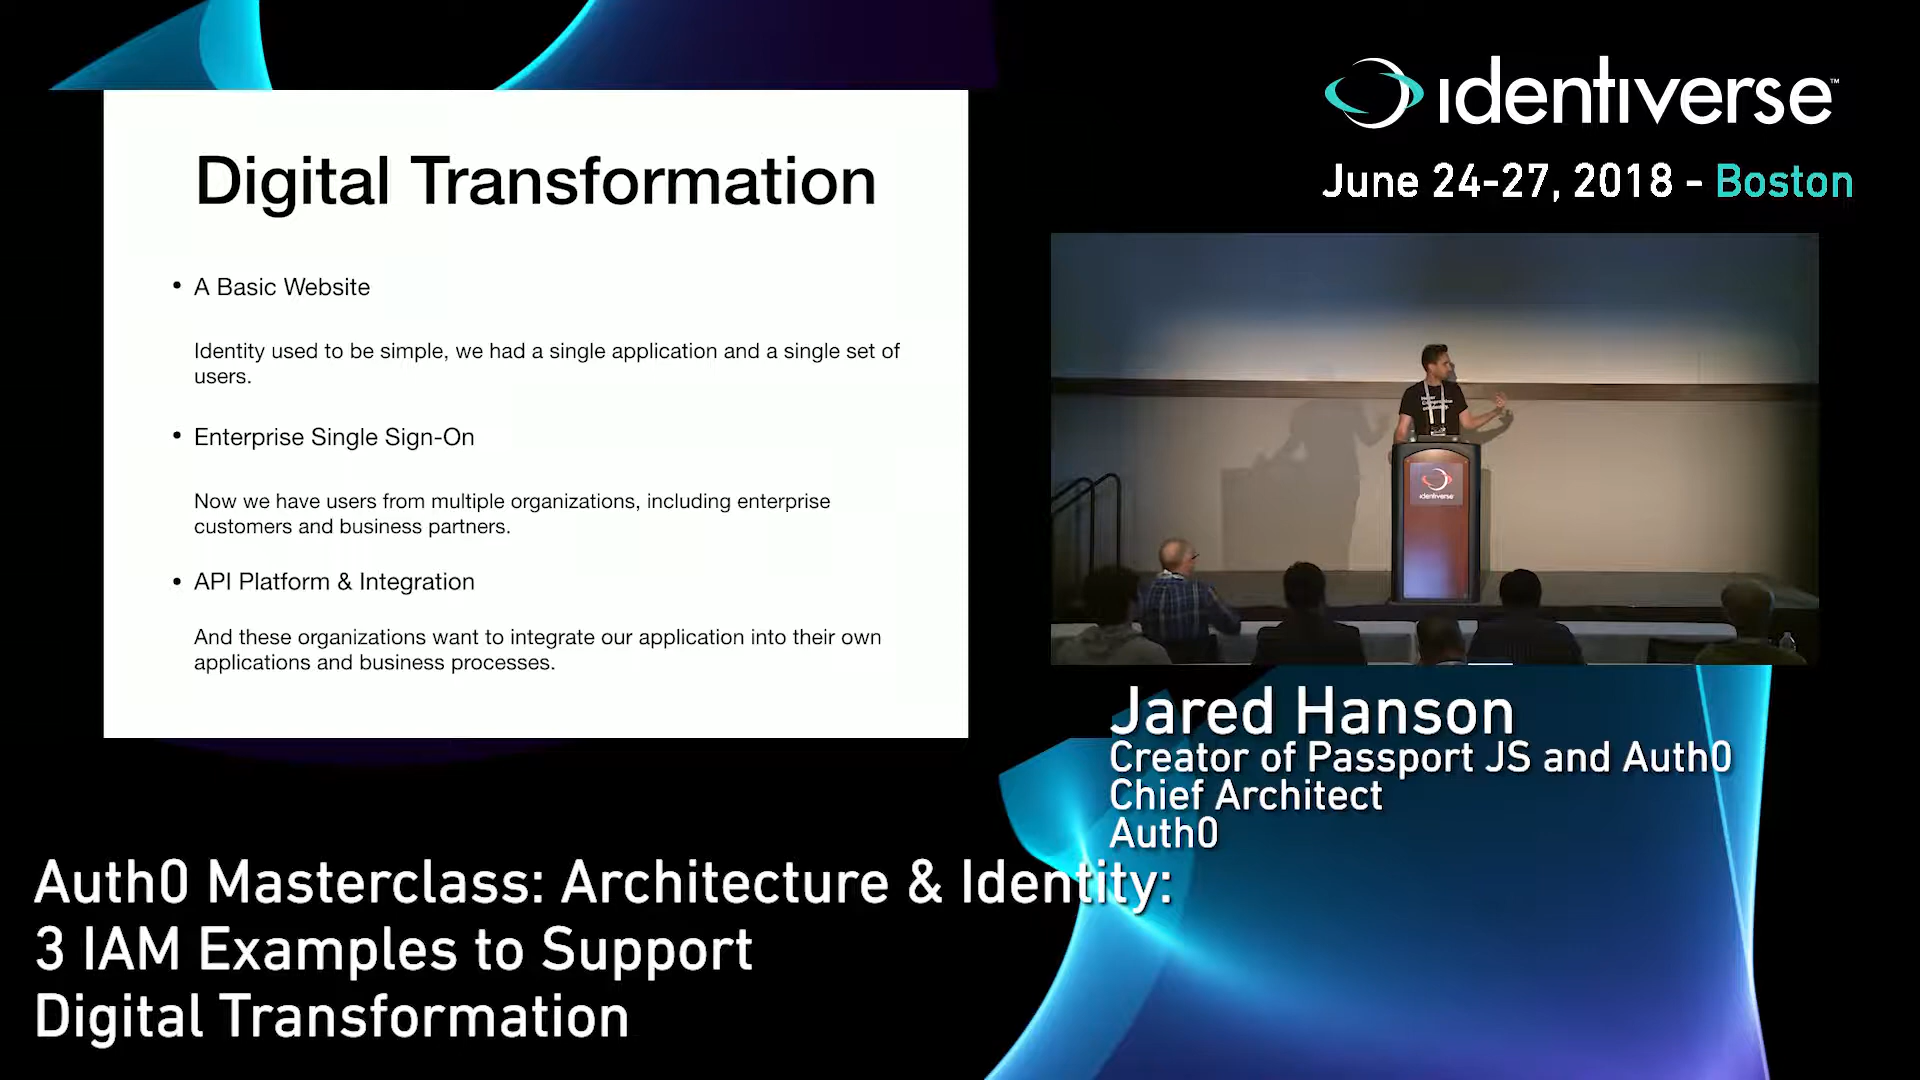 Digital Transformation
• A Basic Website
Identity used to be simple, we had a single application and a single set of
users.
• Enterprise Single Sign-On
Now we have users from multiple organizations, including enterprise
customers and business partners.
• API Platform & Integration
And these organizations want to integrate our application into their own
applications and business processes.
identiverse™
June 24-27, 2018 - Boston
identiverse
Jared Hanson
Creator of Passport JS and Auth0
Chief Architect
Auth0
Auth0 Masterclass: Architecture & Identity:
3 IAM Examples to Support
Digital Transformation